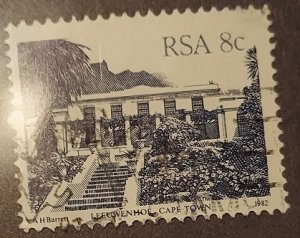 RSA 8c
A H Barrett LEEUWENHOF, CAPE TOWN 1982